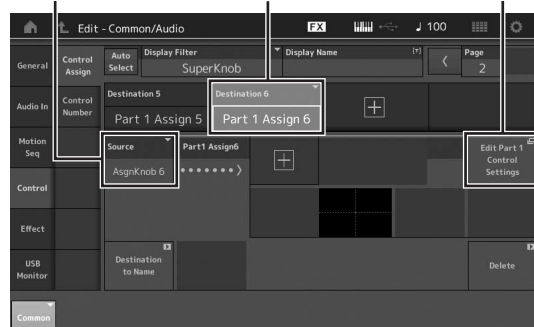 Edit - Common/Audio
FX
♩ 100
General
Control Assign
Auto Select
Display Filter
SuperKnob
Display Name
[T]
Page
2
Audio In
Control Number
Destination 5
Part 1 Assign 5
Destination 6
Part 1 Assign 6
+
Motion Seq
Source
AsgnKnob 6
Part1 Assign6
+
Edit Part 1 Control Settings
Control
Effect
USB Monitor
Destination to Name
Delete
Common